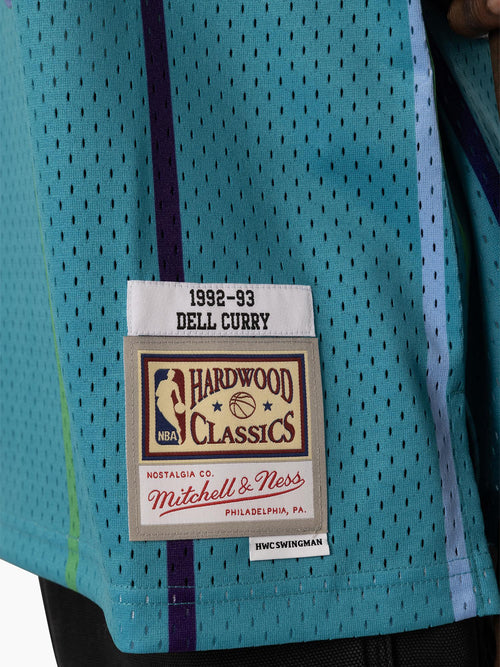 1992-93
DELL CURRY
HARDWOOD
CLASSICS
NBA
NOSTALGIA CO.
Mitchell & Ness
PHILADELPHIA, PA.
HWC SWINGMAN